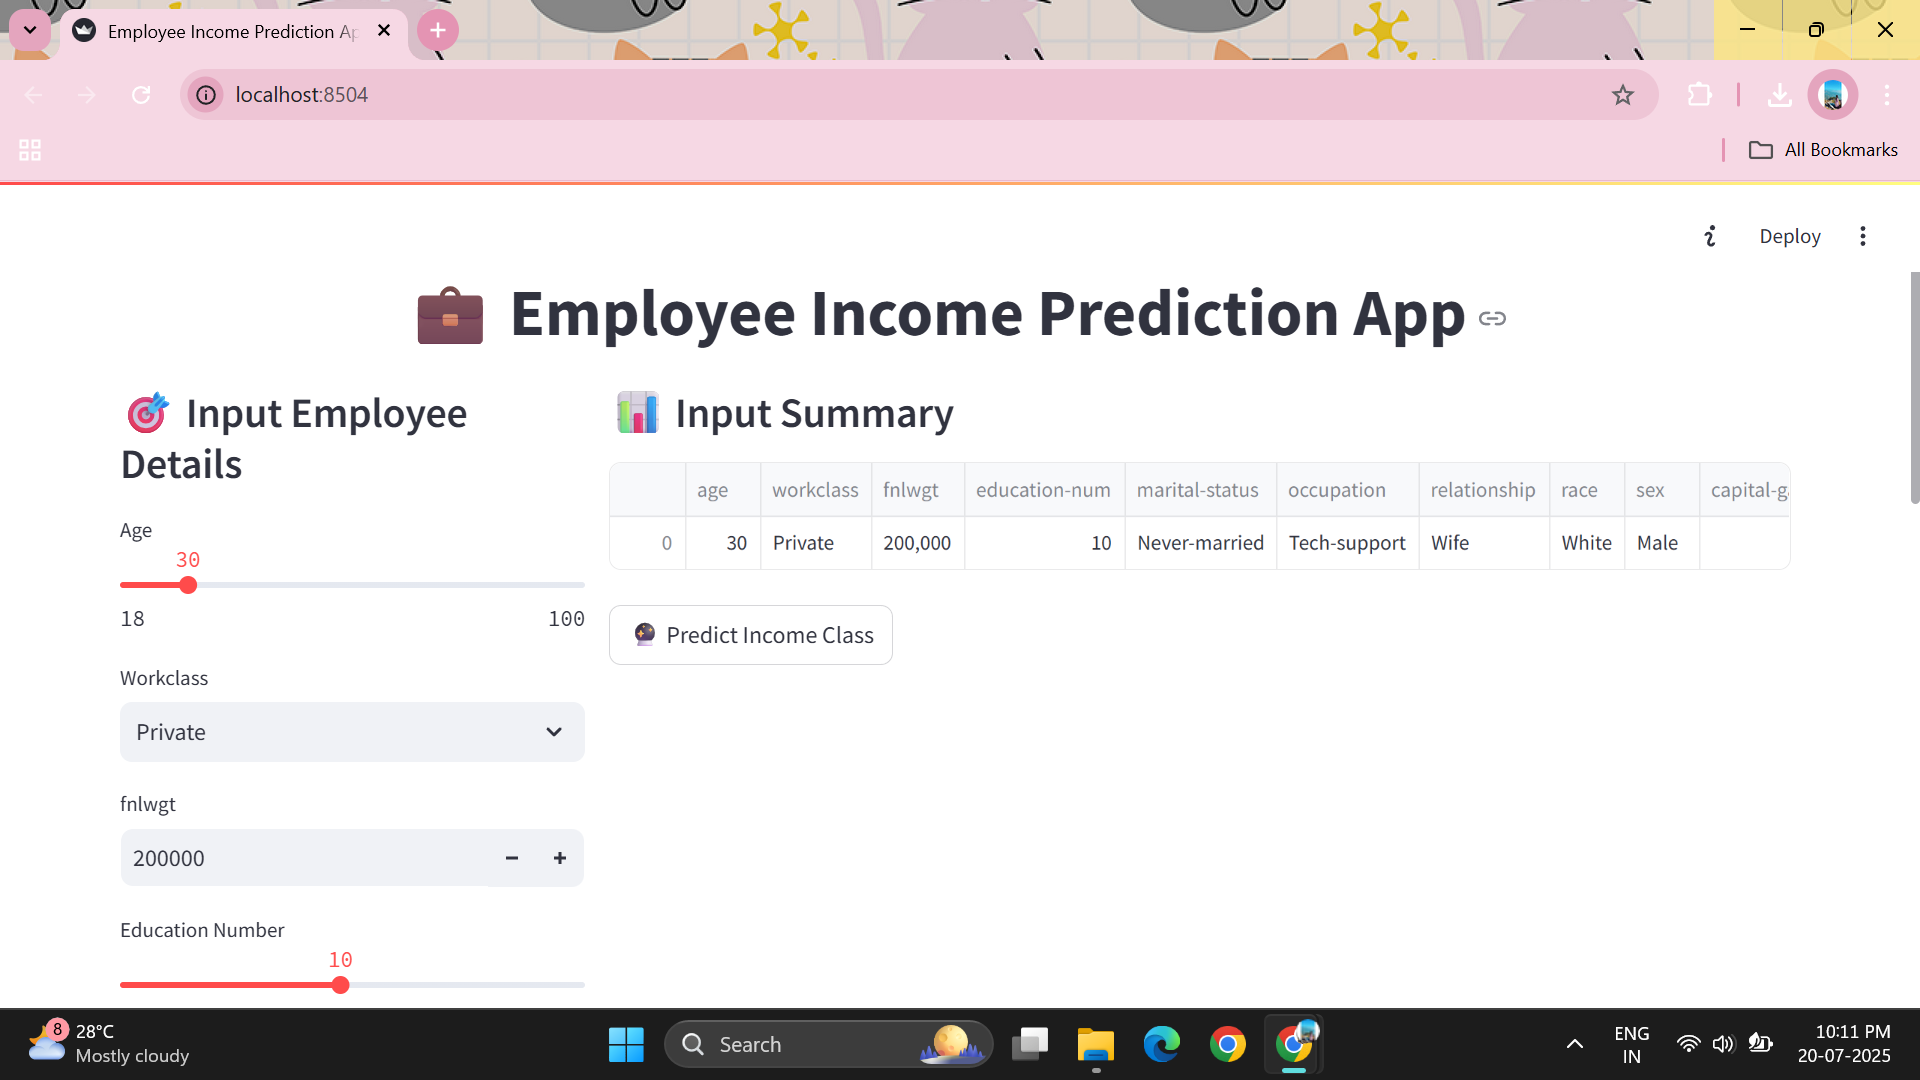 Employee Income Prediction Ap
localhost:8504
All Bookmarks
Deploy
Employee Income Prediction App
Input Employee
Details
Age
30
18 100
Workclass
Private
fnlwgt
200000
Education Number
10
Input Summary
age workclass fnlwgt education-num marital-status occupation relationship race sex capital-ga
0 30 Private 200,000 10 Never-married Tech-support Wife White Male
Predict Income Class
8
28°C
Mostly cloudy
Search
ENG
IN
10:11 PM
20-07-2025